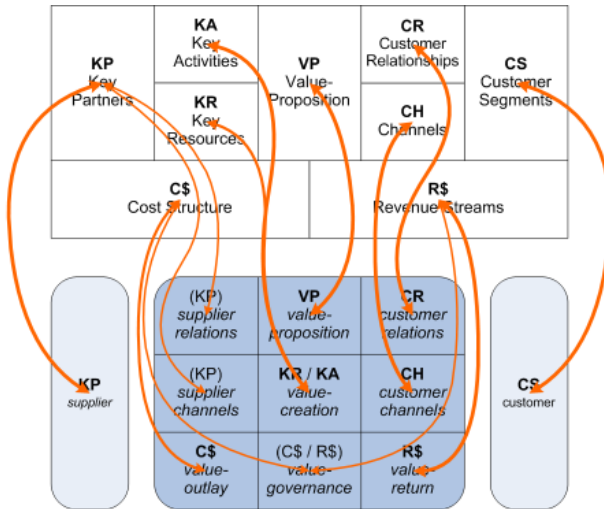 KP
Key
Partners
KA
Key
Activities
KR
Key
Resources
VP
Value-
Proposition
CR
Customer
Relationships
CH
Channels
CS
Customer
Segments
C$
Cost Structure
R$
Revenue Streams
KP
supplier
(KP)
supplier
relations
VP
value-
proposition
CR
customer
relations
(KP)
supplier
channels
KR / KA
value-
creation
CH
customer
channels
C$
value-
outlay
(C$ / R$)
value-
governance
R$
value-
return
CS
customer